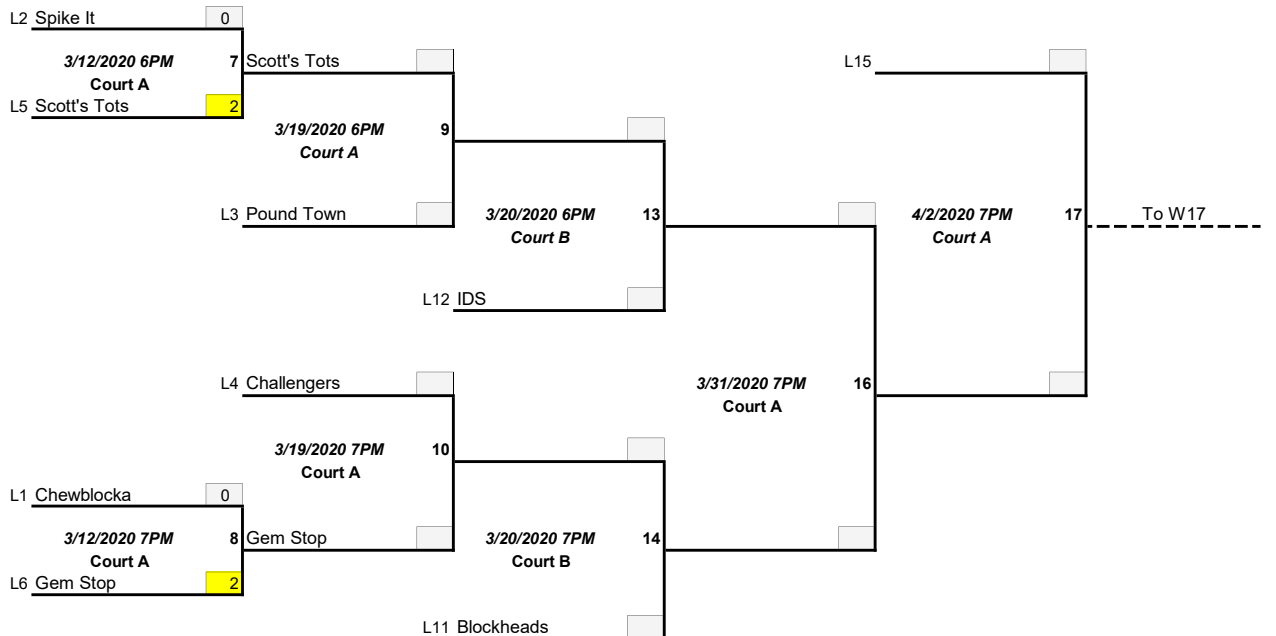 L2 Spike It 0
3/12/2020 6PM 7 Scott's Tots L15
Court A
L5 Scott's Tots 2
3/19/2020 6PM 9
Court A
L3 Pound Town 3/20/2020 6PM 13 4/2/2020 7PM 17 To W17
Court B Court A
L12 IDS
L4 Challengers 3/31/2020 7PM 16
Court A
3/19/2020 7PM 10
Court A
L1 Chewblocka 0
3/12/2020 7PM 8 Gem Stop 3/20/2020 7PM 14
Court A Court B
L6 Gem Stop 2
L11 Blockheads